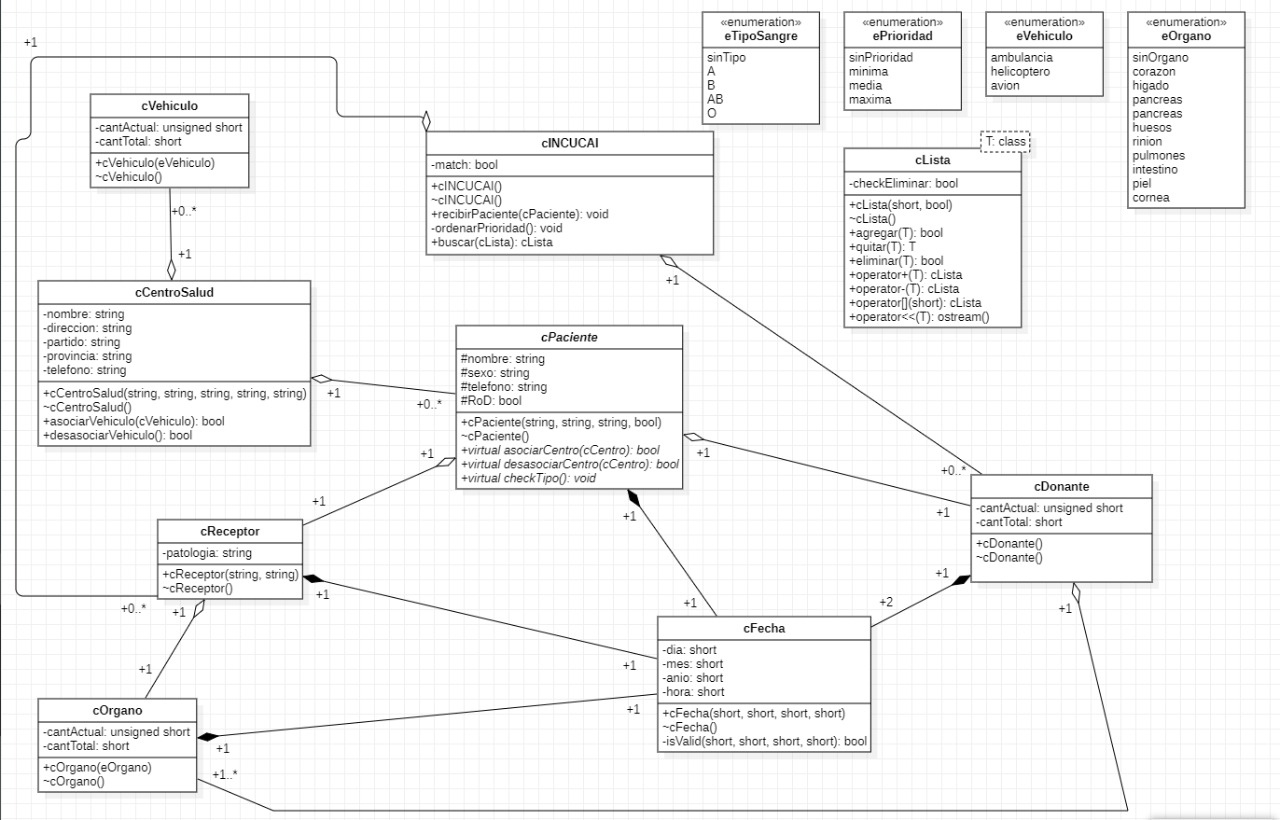 +1
«enumeration»
eTipoSangre
sinTipo
A
B
AB
O
«enumeration»
ePrioridad
sinPrioridad
minima
media
maxima
«enumeration»
eVehiculo
ambulancia
helicoptero
avion
«enumeration»
eOrgano
sinOrgano
corazon
higado
pancreas
pancreas
huesos
rinion
pulmones
intestino
piel
cornea
cVehiculo
-cantActual: unsigned short
-cantTotal: short
+cVehiculo(eVehiculo)
~cVehiculo()
+0..*
+1
cINCUCAI
-match: bool
+cINCUCAI()
~cINCUCAI()
+recibirPaciente(cPaciente): void
-ordenarPrioridad(): void
+buscar(cLista): cLista
+1
T: class
cLista
-checkEliminar: bool
+cLista(short, bool)
~cLista()
+agregar(T): bool
+quitar(T): T
+eliminar(T): bool
+operator+(T): cLista
-operator-(T): cLista
+operator[](short): cLista
+operator<<(T): ostream()
cCentroSalud
-nombre: string
-direccion: string
-partido: string
-provincia: string
-telefono: string
+cCentroSalud(string, string, string, string, string)
~cCentroSalud()
+asociarVehiculo(cVehiculo): bool
+desasociarVehiculo(): bool
+1
+0..*
cPaciente
#nombre: string
#sexo: string
#telefono: string
#RoD: bool
+cPaciente(string, string, string, bool)
~cPaciente()
+virtual asociarCentro(cCentro): bool
+virtual desasociarCentro(cCentro): bool
+virtual checkTipo(): void
+1
+1
+1
+1
+0..*
+1
cDonante
-cantActual: unsigned short
-cantTotal: short
+cDonante()
~cDonante()
cReceptor
-patologia: string
+cReceptor(string, string)
~cReceptor()
+0..*
+1
+1
+1
+1
+1
+2
+1
cFecha
-dia: short
-mes: short
-anio: short
-hora: short
+cFecha(short, short, short, short)
~cFecha()
-isValid(short, short, short, short): bool
+1
+1
cOrgano
-cantActual: unsigned short
-cantTotal: short
+cOrgano(eOrgano)
~cOrgano()
+1
+1..*